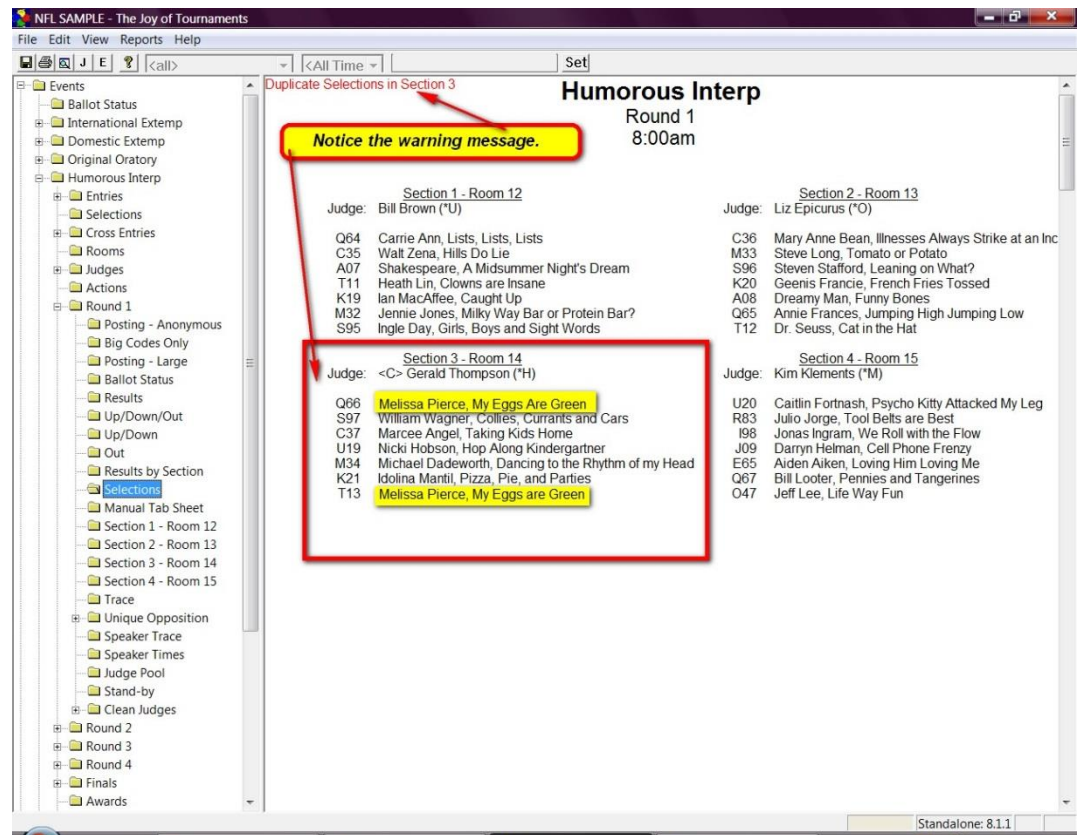 NFL SAMPLE - The Joy of Tournaments
File Edit View Reports Help
J E ? <all> <All Time Set
Events
Ballot Status
International Extemp
Domestic Extemp
Original Oratory
Humorous Interp
Entries
Selections
Cross Entries
Rooms
Judges
Actions
Round 1
Posting - Anonymous
Big Codes Only
Posting - Large
Ballot Status
Results
Up/Down/Out
Up/Down
Out
Results by Section
Selections
Manual Tab Sheet
Section 1 - Room 12
Section 2 - Room 13
Section 3 - Room 14
Section 4 - Room 15
Trace
Unique Opposition
Speaker Trace
Speaker Times
Judge Pool
Stand-by
Clean Judges
Round 2
Round 3
Round 4
Finals
Awards
Duplicate Selections in Section 3
Humorous Interp
Round 1
8:00am
Notice the warning message.
Section 1 - Room 12
Judge: Bill Brown (*U)
Q64 Carrie Ann, Lists, Lists, Lists
C35 Walt Zena, Hills Do Lie
A07 Shakespeare, A Midsummer Night's Dream
T11 Heath Lin, Clowns are Insane
K19 Ian MacAffee, Caught Up
M32 Jennie Jones, Milky Way Bar or Protein Bar?
S95 Ingle Day, Girls, Boys and Sight Words
Section 2 - Room 13
Judge: Liz Epicurus (*O)
C36 Mary Anne Bean, Illnesses Always Strike at an Inc
M33 Steve Long, Tomato or Potato
S96 Steven Stafford, Leaning on What?
K20 Geenis Francie, French Fries Tossed
A08 Dreamy Man, Funny Bones
Q65 Annie Frances, Jumping High Jumping Low
T12 Dr. Seuss, Cat in the Hat
Section 3 - Room 14
Judge: <C> Gerald Thompson (*H)
Q66 Melissa Pierce, My Eggs Are Green
S97 William Wagner, Collies, Currants and Cars
C37 Marcee Angel, Taking Kids Home
U19 Nicki Hobson, Hop Along Kindergartner
M34 Michael Dadeworth, Dancing to the Rhythm of my Head
K21 Idolina Mantil, Pizza, Pie, and Parties
T13 Melissa Pierce, My Eggs are Green
Section 4 - Room 15
Judge: Kim Klements (*M)
U20 Caitlin Fortnash, Psycho Kitty Attacked My Leg
R83 Julio Jorge, Tool Belts are Best
I98 Jonas Ingram, We Roll with the Flow
J09 Darryn Helman, Cell Phone Frenzy
E65 Aiden Aiken, Loving Him Loving Me
Q67 Bill Looter, Pennies and Tangerines
O47 Jeff Lee, Life Way Fun
Standalone: 8.1.1